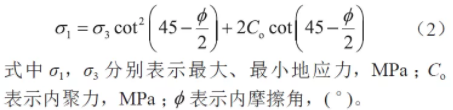 σ₁ = σ₃ cot²(45 − ϕ/2) + 2Cₒ cot(45 − ϕ/2) （2）
式中 σ₁，σ₃ 分别表示最大、最小地应力，MPa；Cₒ
表示内聚力，MPa；ϕ 表示内摩擦角，(°)。